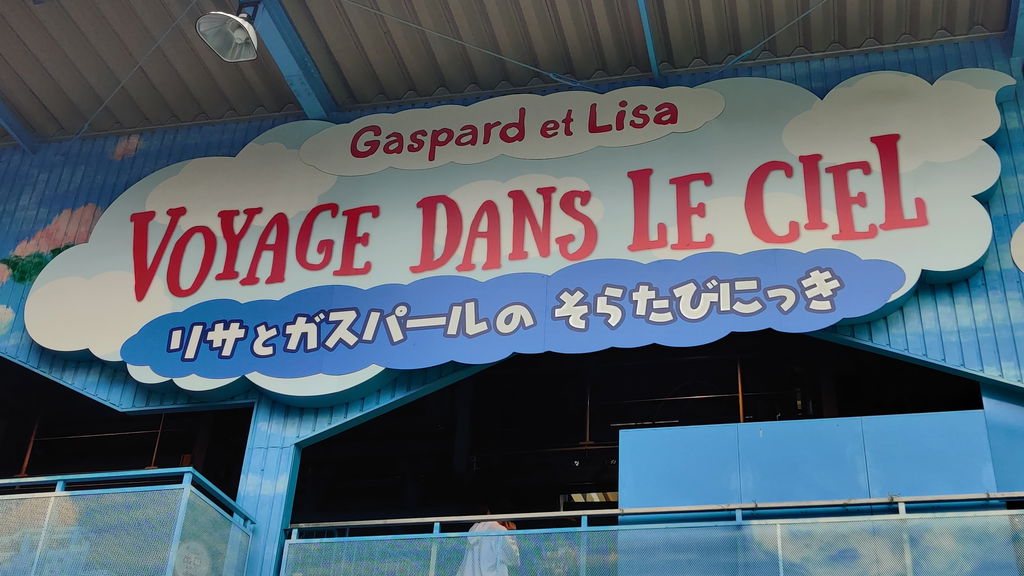 Gaspard et Lisa
VOYAGE DANS LE CIEL
リサとガスパールの そらたびにっき